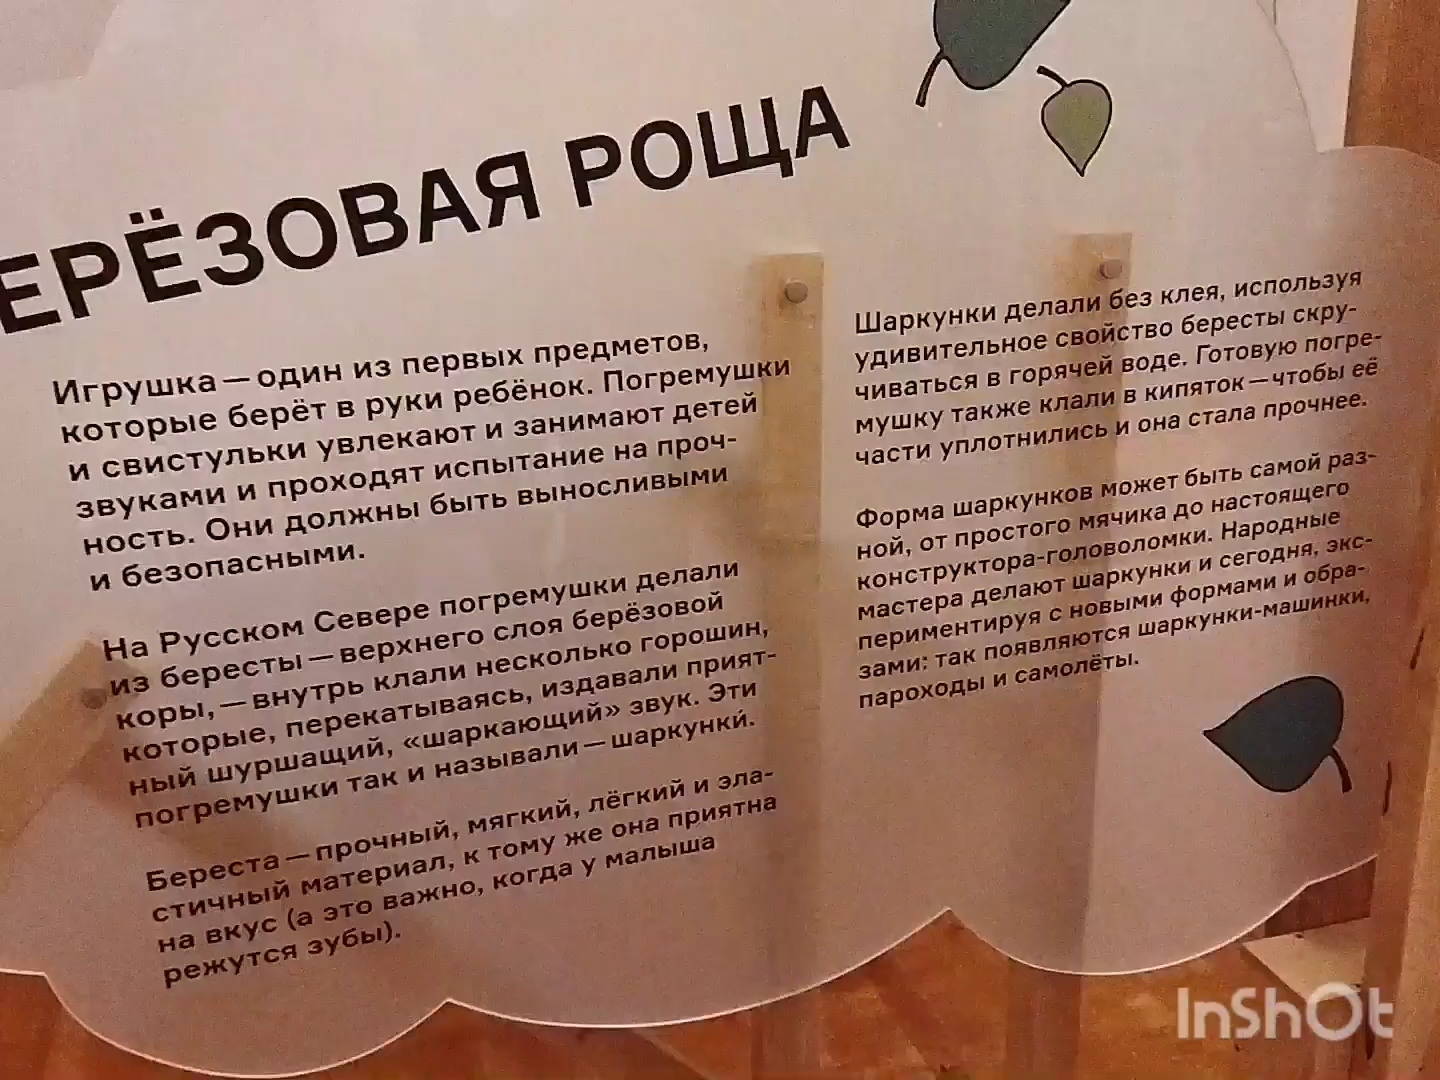 ЕРЁЗОВАЯ РОЩА
Игрушка — один из первых предметов,
которые берёт в руки ребёнок. Погремушки
и свистульки увлекают и занимают детей
звуками и проходят испытание на проч-
ность. Они должны быть выносливыми
и безопасными.
На Русском Севере погремушки делали
из бересты — верхнего слоя берёзовой
коры, — внутрь клали несколько горошин,
которые, перекатываясь, издавали прият-
ный шуршащий, «шаркающий» звук. Эти
погремушки так и называли — шаркунки́.
Береста — прочный, мягкий, лёгкий и эла-
стичный материал, к тому же она приятна
на вкус (а это важно, когда у малыша
режутся зубы).
Шаркунки делали без клея, используя
удивительное свойство бересты скру-
чиваться в горячей воде. Готовую погре-
мушку также клали в кипяток — чтобы её
части уплотнились и она стала прочнее.
Форма шаркунков может быть самой раз-
ной, от простого мячика до настоящего
конструктора-головоломки. Народные
мастера делают шаркунки и сегодня, экс-
периментируя с новыми формами и обра-
зами: так появляются шаркунки-машинки,
пароходы и самолёты.
InShOt